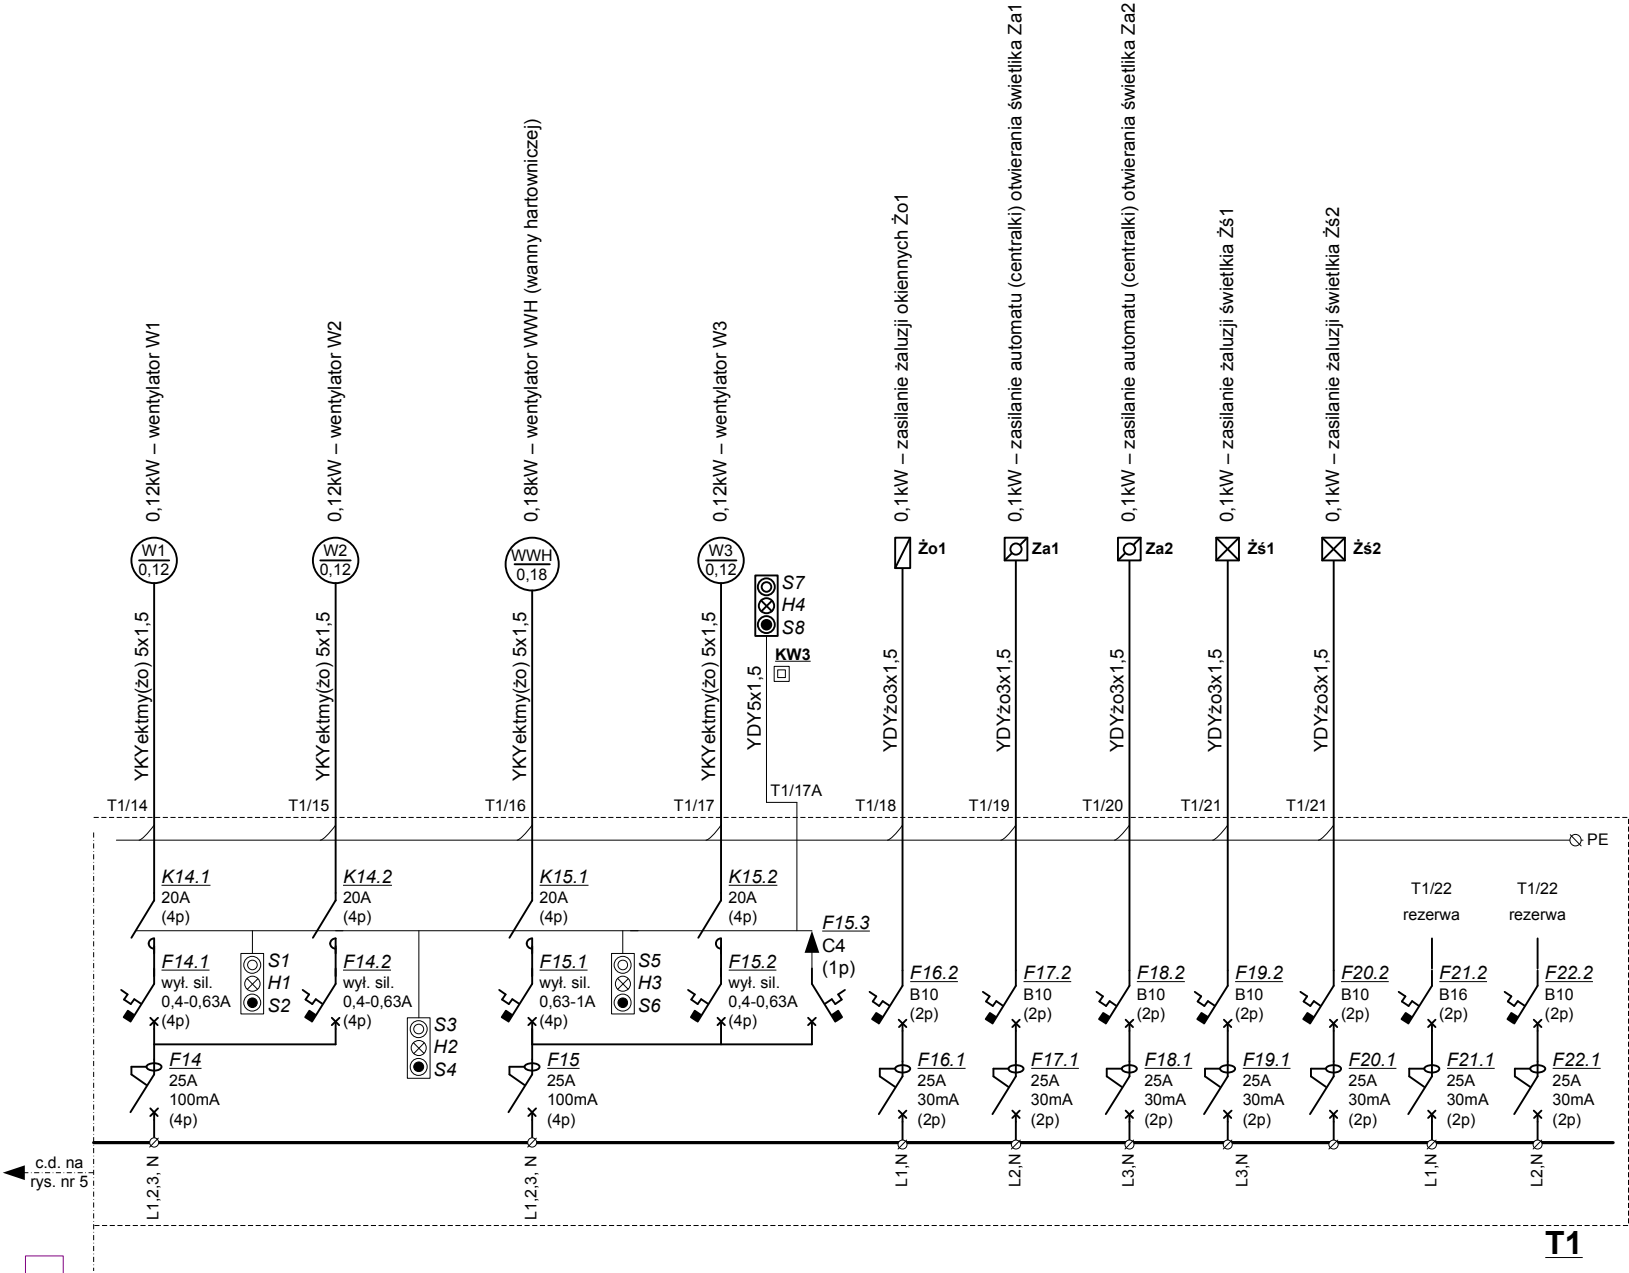 0,12kW – wentylator W1
0,12kW – wentylator W2
0,18kW – wentylator WWH (wanny hartowniczej)
0,12kW – wentylator W3
0,1kW – zasilanie żaluzji okiennych Żo1
0,1kW – zasilanie automatu (centralki) otwierania świetlika Za1
0,1kW – zasilanie automatu (centralki) otwierania świetlika Za2
0,1kW – zasilanie żaluzji świetlkia Żś1
0,1kW – zasilanie żaluzji świetlkia Żś2
W1
0,12
W2
0,12
WWH
0,18
W3
0,12
Żo1
Za1
Za2
Żś1
Żś2
S7
H4
S8
KW3
YKYektmy(żo) 5x1,5
YKYektmy(żo) 5x1,5
YKYektmy(żo) 5x1,5
YKYektmy(żo) 5x1,5
YDY5x1,5
YDYżo3x1,5
YDYżo3x1,5
YDYżo3x1,5
YDYżo3x1,5
YDYżo3x1,5
T1/14
T1/15
T1/16
T1/17
T1/17A
T1/18
T1/19
T1/20
T1/21
T1/21
PE
K14.1
20A
(4p)
K14.2
20A
(4p)
K15.1
20A
(4p)
K15.2
20A
(4p)
T1/22
rezerwa
T1/22
rezerwa
F14.1
wył. sil.
0,4-0,63A
(4p)
S1
H1
S2
F14.2
wył. sil.
0,4-0,63A
(4p)
S3
H2
S4
F15.1
wył. sil.
0,63-1A
(4p)
S5
H3
S6
F15.2
wył. sil.
0,4-0,63A
(4p)
F15.3
C4
(1p)
F16.2
B10
(2p)
F17.2
B10
(2p)
F18.2
B10
(2p)
F19.2
B10
(2p)
F20.2
B10
(2p)
F21.2
B16
(2p)
F22.2
B10
(2p)
F14
25A
100mA
(4p)
F15
25A
100mA
(4p)
F16.1
25A
30mA
(2p)
F17.1
25A
30mA
(2p)
F18.1
25A
30mA
(2p)
F19.1
25A
30mA
(2p)
F20.1
25A
30mA
(2p)
F21.1
25A
30mA
(2p)
F22.1
25A
30mA
(2p)
c.d. na
rys. nr 5
L1,2,3, N
L1,2,3, N
L1,N
L2,N
L3,N
L3,N
L1,N
L2,N
T1